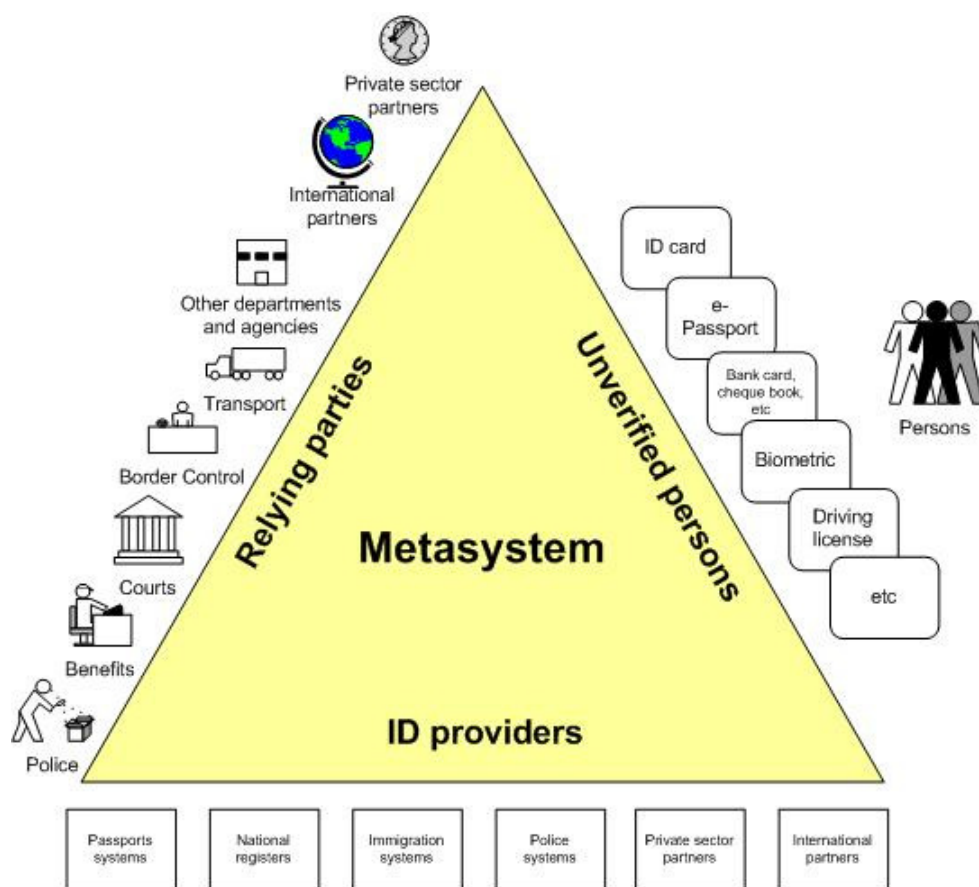 Private sector
partners
International
partners
Other departments
and agencies
Transport
Border Control
Courts
Benefits
Police
Relying parties
Unverified persons
Metasystem
ID providers
ID card
e-
Passport
Bank card,
cheque book,
etc
Biometric
Driving
license
etc
Persons
Passports
systems
National
registers
Immigration
systems
Police
systems
Private sector
partners
International
partners